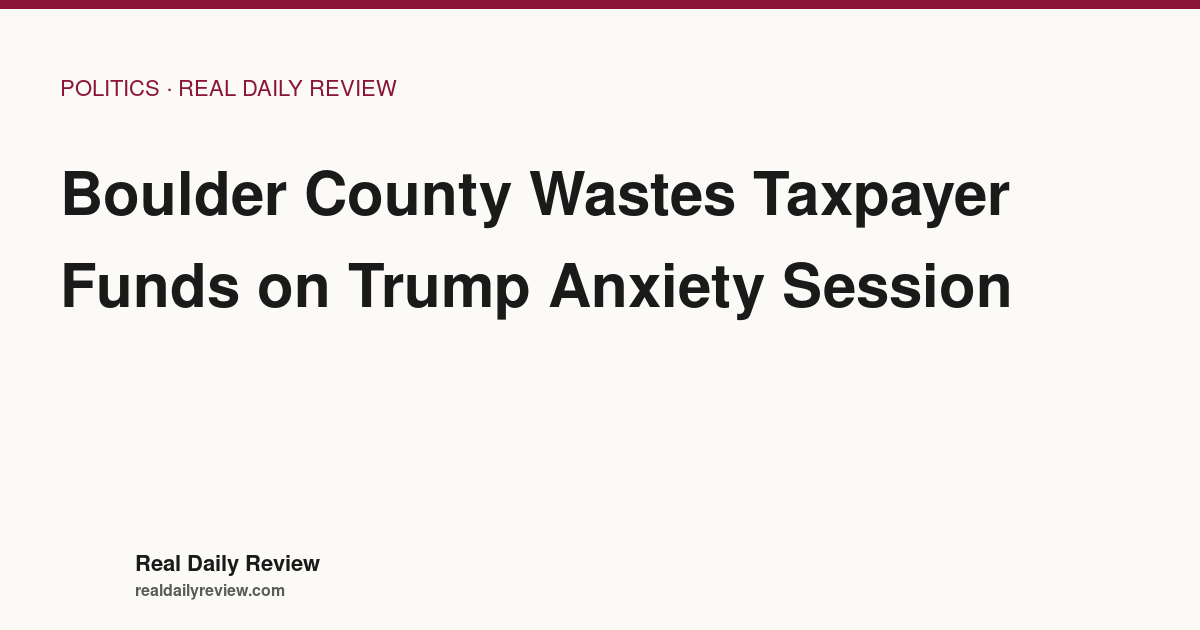 POLITICS · REAL DAILY REVIEW
Boulder County Wastes Taxpayer
Funds on Trump Anxiety Session
Real Daily Review
realdailyreview.com